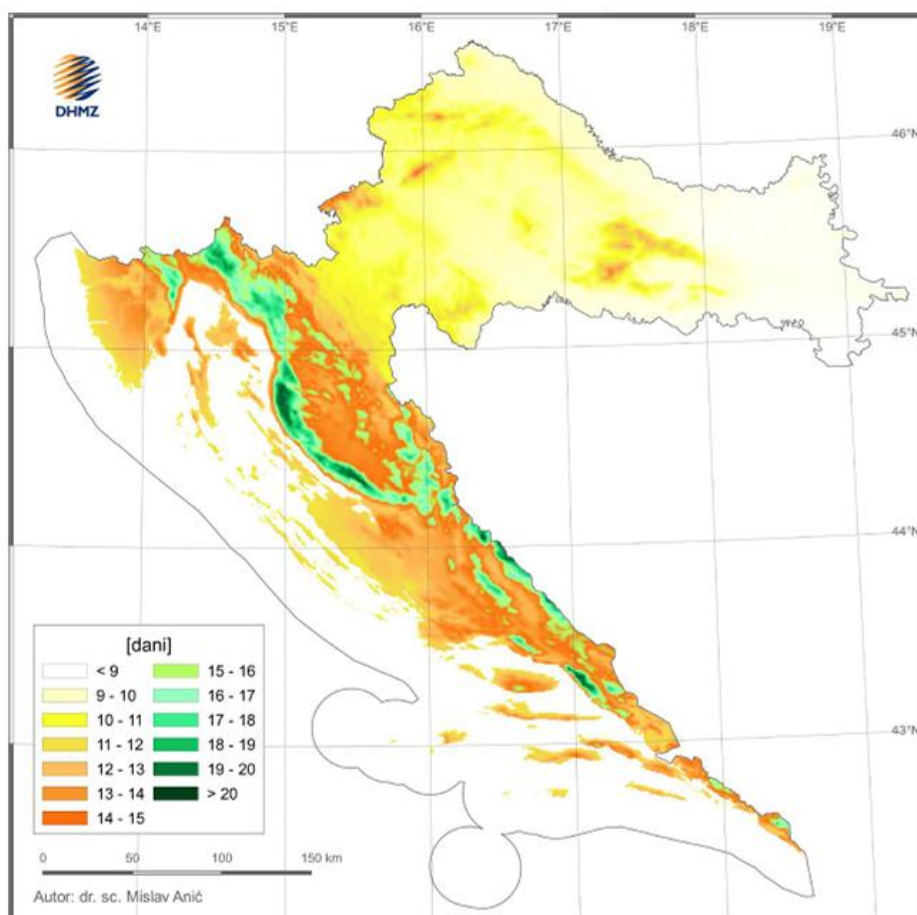 14°E 15°E 16°E 17°E 18°E 19°E
DHMZ
46°N
45°N
44°N
43°N
[dani]
< 9 15 - 16
9 - 10 16 - 17
10 - 11 17 - 18
11 - 12 18 - 19
12 - 13 19 - 20
13 - 14 > 20
14 - 15
0 50 100 150 km
Autor: dr. sc. Mislav Anić